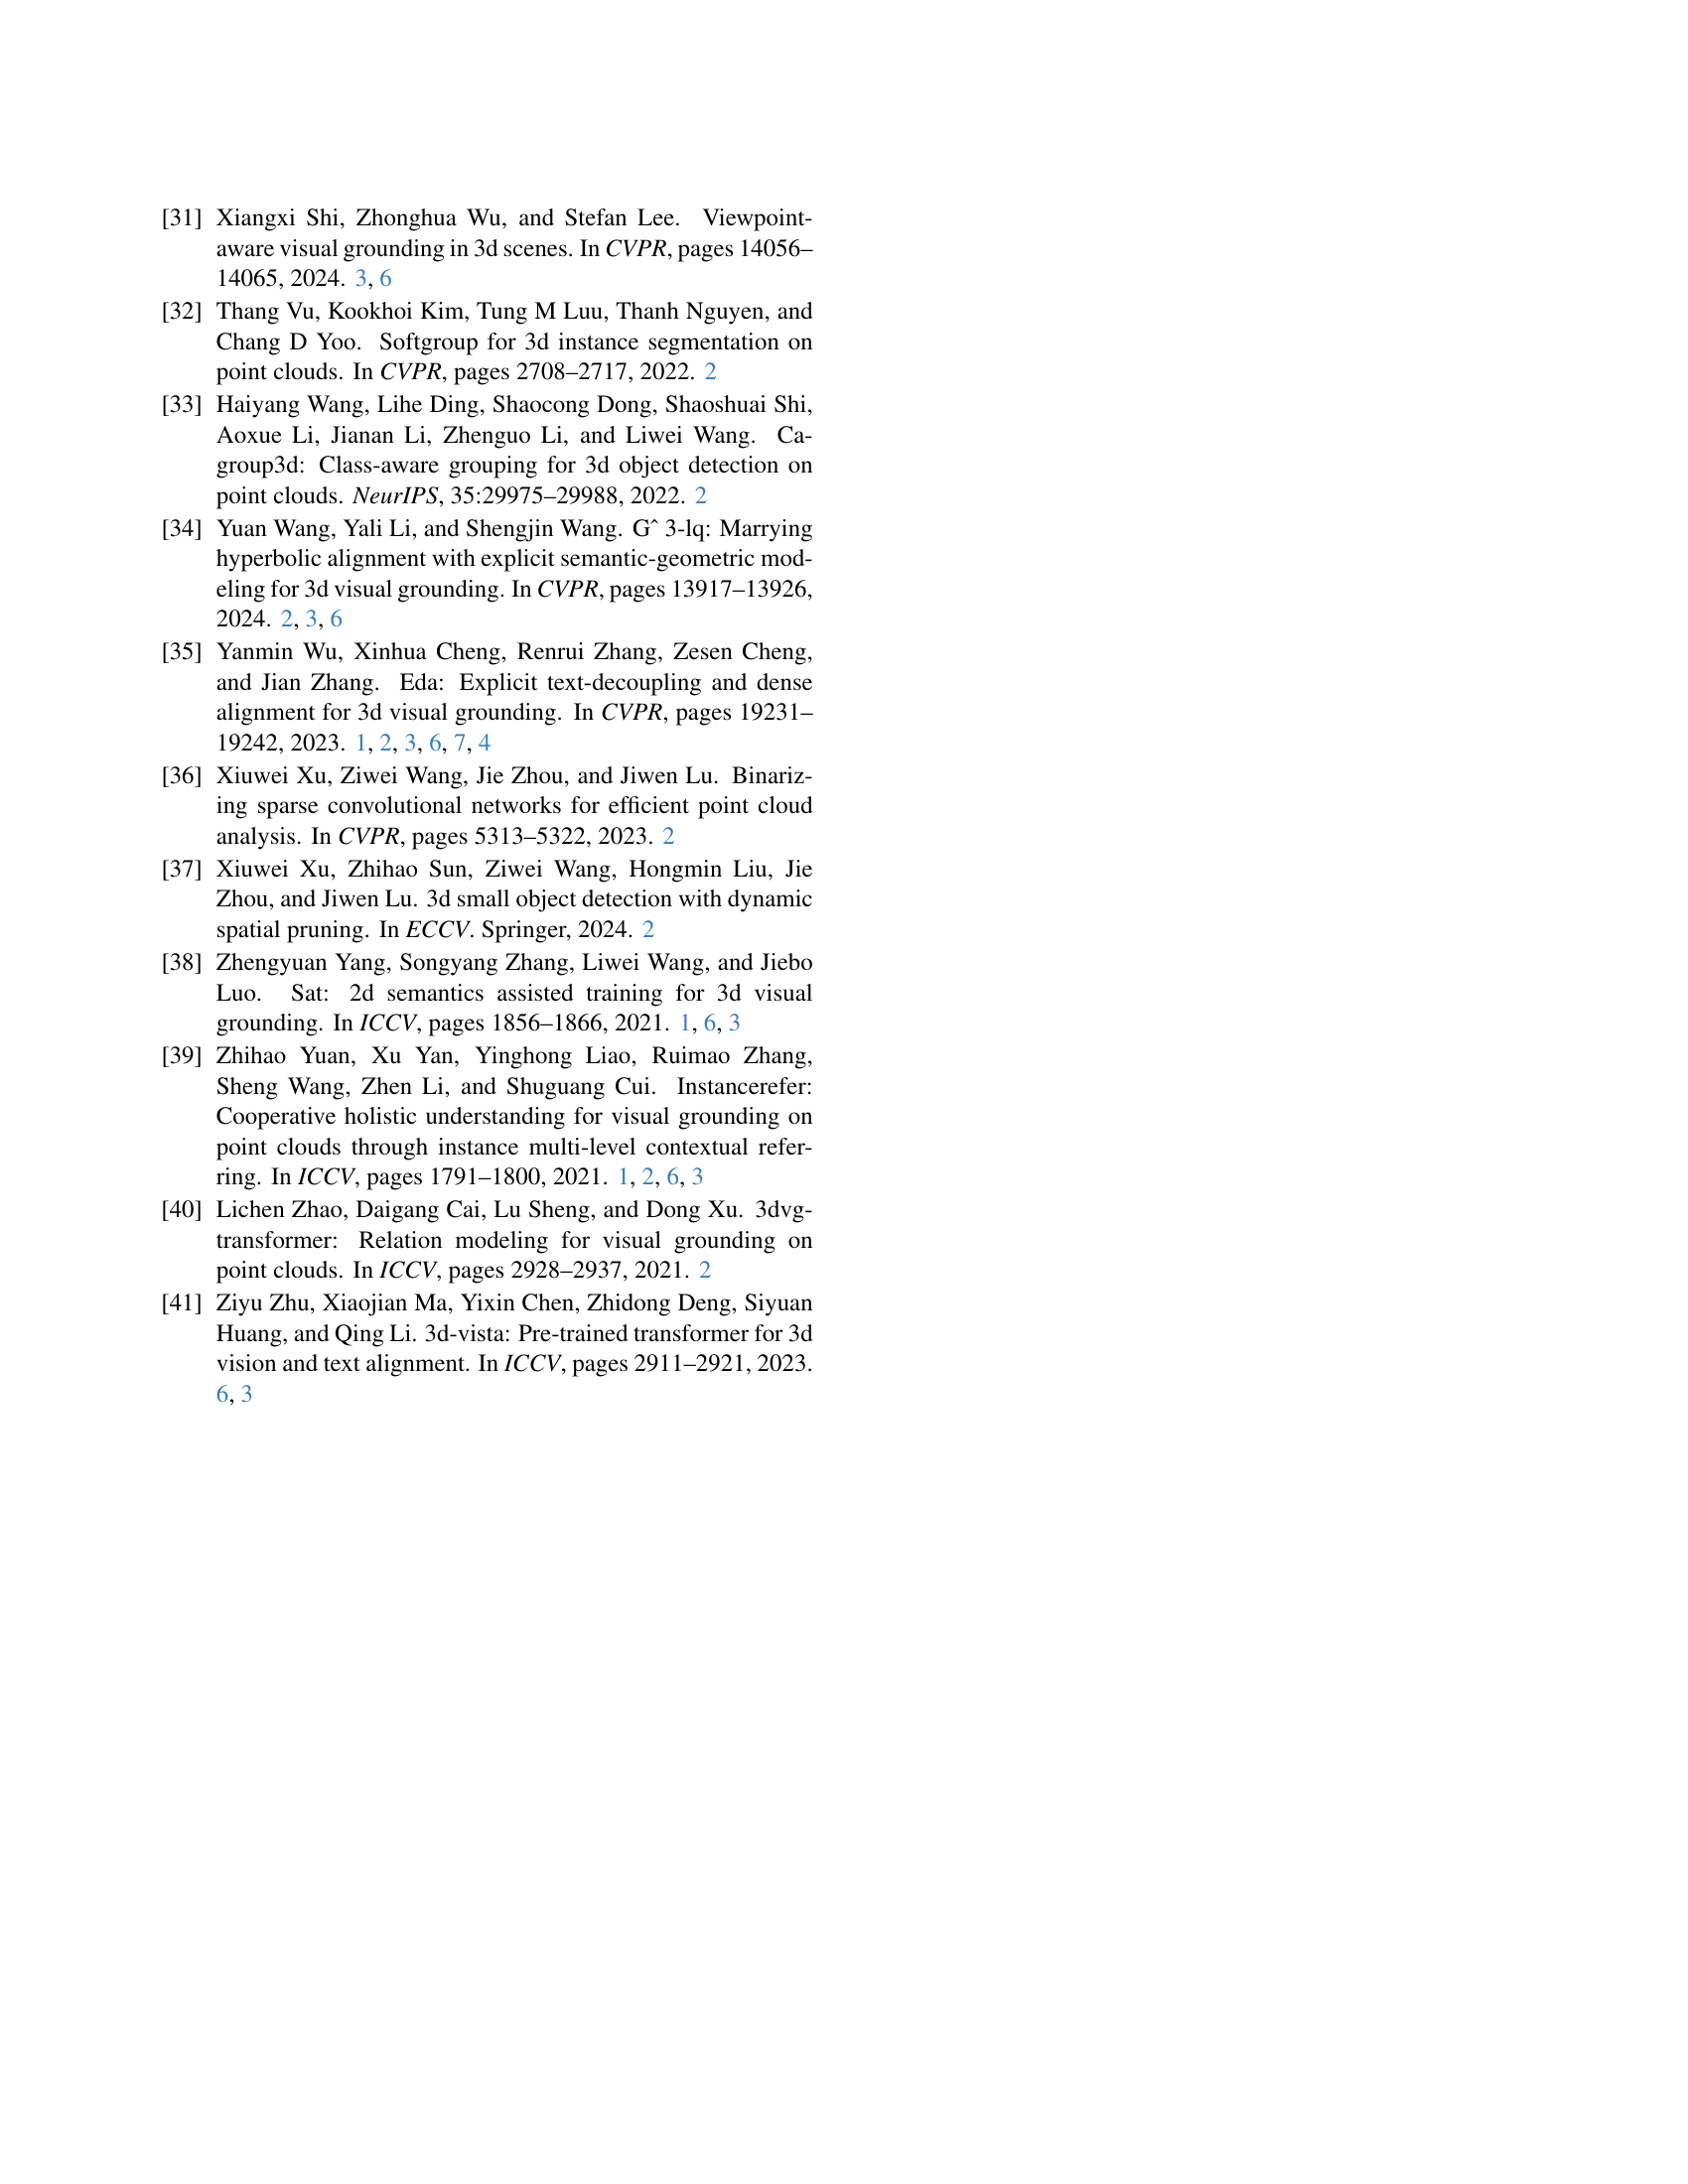 [31] Xiangxi Shi, Zhonghua Wu, and Stefan Lee. Viewpoint-
aware visual grounding in 3d scenes. In CVPR, pages 14056–
14065, 2024. 3, 6
[32] Thang Vu, Kookhoi Kim, Tung M Luu, Thanh Nguyen, and
Chang D Yoo. Softgroup for 3d instance segmentation on
point clouds. In CVPR, pages 2708–2717, 2022. 2
[33] Haiyang Wang, Lihe Ding, Shaocong Dong, Shaoshuai Shi,
Aoxue Li, Jianan Li, Zhenguo Li, and Liwei Wang. Ca-
group3d: Class-aware grouping for 3d object detection on
point clouds. NeurIPS, 35:29975–29988, 2022. 2
[34] Yuan Wang, Yali Li, and Shengjin Wang. Gˆ 3-lq: Marrying
hyperbolic alignment with explicit semantic-geometric mod-
eling for 3d visual grounding. In CVPR, pages 13917–13926,
2024. 2, 3, 6
[35] Yanmin Wu, Xinhua Cheng, Renrui Zhang, Zesen Cheng,
and Jian Zhang. Eda: Explicit text-decoupling and dense
alignment for 3d visual grounding. In CVPR, pages 19231–
19242, 2023. 1, 2, 3, 6, 7, 4
[36] Xiuwei Xu, Ziwei Wang, Jie Zhou, and Jiwen Lu. Binariz-
ing sparse convolutional networks for efficient point cloud
analysis. In CVPR, pages 5313–5322, 2023. 2
[37] Xiuwei Xu, Zhihao Sun, Ziwei Wang, Hongmin Liu, Jie
Zhou, and Jiwen Lu. 3d small object detection with dynamic
spatial pruning. In ECCV. Springer, 2024. 2
[38] Zhengyuan Yang, Songyang Zhang, Liwei Wang, and Jiebo
Luo. Sat: 2d semantics assisted training for 3d visual
grounding. In ICCV, pages 1856–1866, 2021. 1, 6, 3
[39] Zhihao Yuan, Xu Yan, Yinghong Liao, Ruimao Zhang,
Sheng Wang, Zhen Li, and Shuguang Cui. Instancerefer:
Cooperative holistic understanding for visual grounding on
point clouds through instance multi-level contextual refer-
ring. In ICCV, pages 1791–1800, 2021. 1, 2, 6, 3
[40] Lichen Zhao, Daigang Cai, Lu Sheng, and Dong Xu. 3dvg-
transformer: Relation modeling for visual grounding on
point clouds. In ICCV, pages 2928–2937, 2021. 2
[41] Ziyu Zhu, Xiaojian Ma, Yixin Chen, Zhidong Deng, Siyuan
Huang, and Qing Li. 3d-vista: Pre-trained transformer for 3d
vision and text alignment. In ICCV, pages 2911–2921, 2023.
6, 3